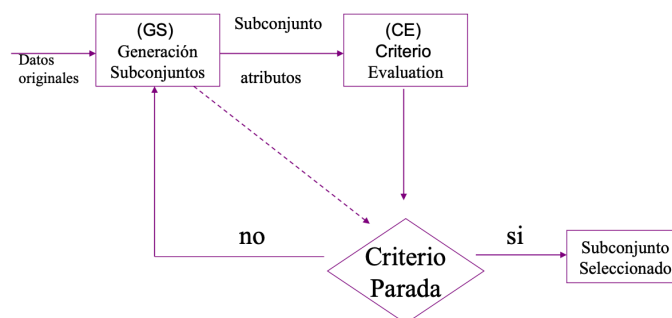 Datos
originales
(GS)
Generación
Subconjuntos
Subconjunto
atributos
(CE)
Criterio
Evaluation
no
Criterio
Parada
si
Subconjunto
Seleccionado